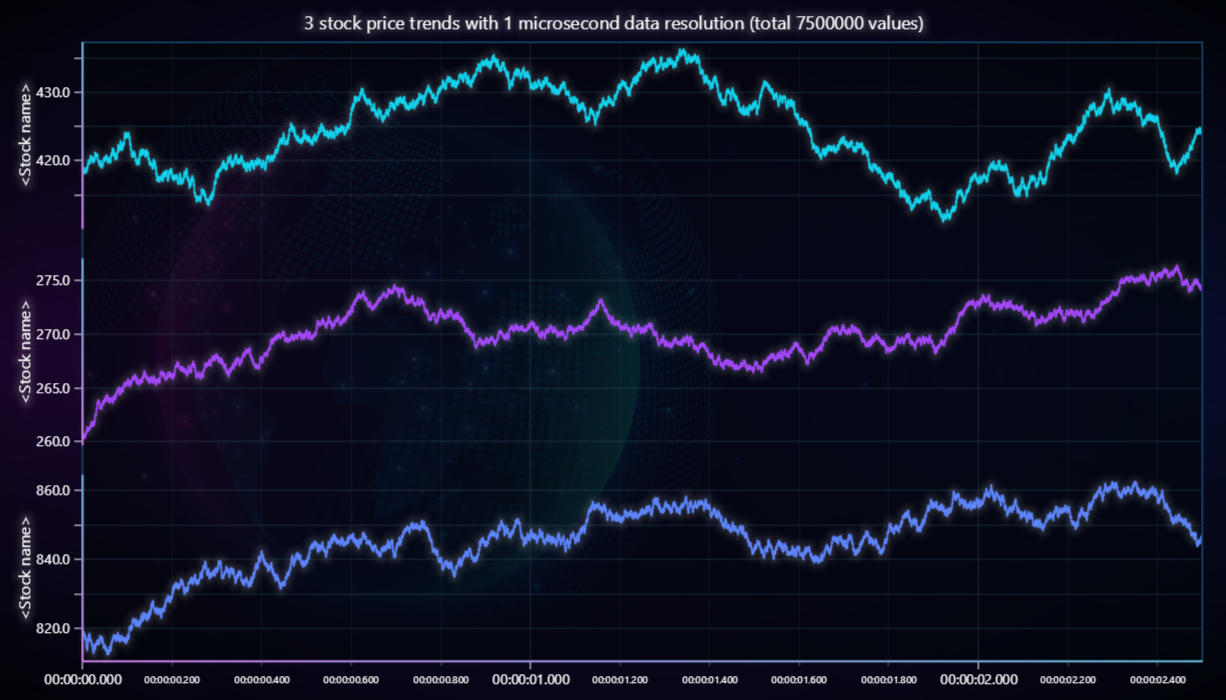 3 stock price trends with 1 microsecond data resolution (total 7500000 values)
<Stock name>
430.0
420.0
<Stock name>
275.0
270.0
265.0
260.0
<Stock name>
860.0
840.0
820.0
00:00:00.000 00:00:00.200 00:00:00.400 00:00:00.600 00:00:00.800 00:00:01.000 00:00:01.200 00:00:01.400 00:00:01.600 00:00:01.800 00:00:02.000 00:00:02.200 00:00:02.400